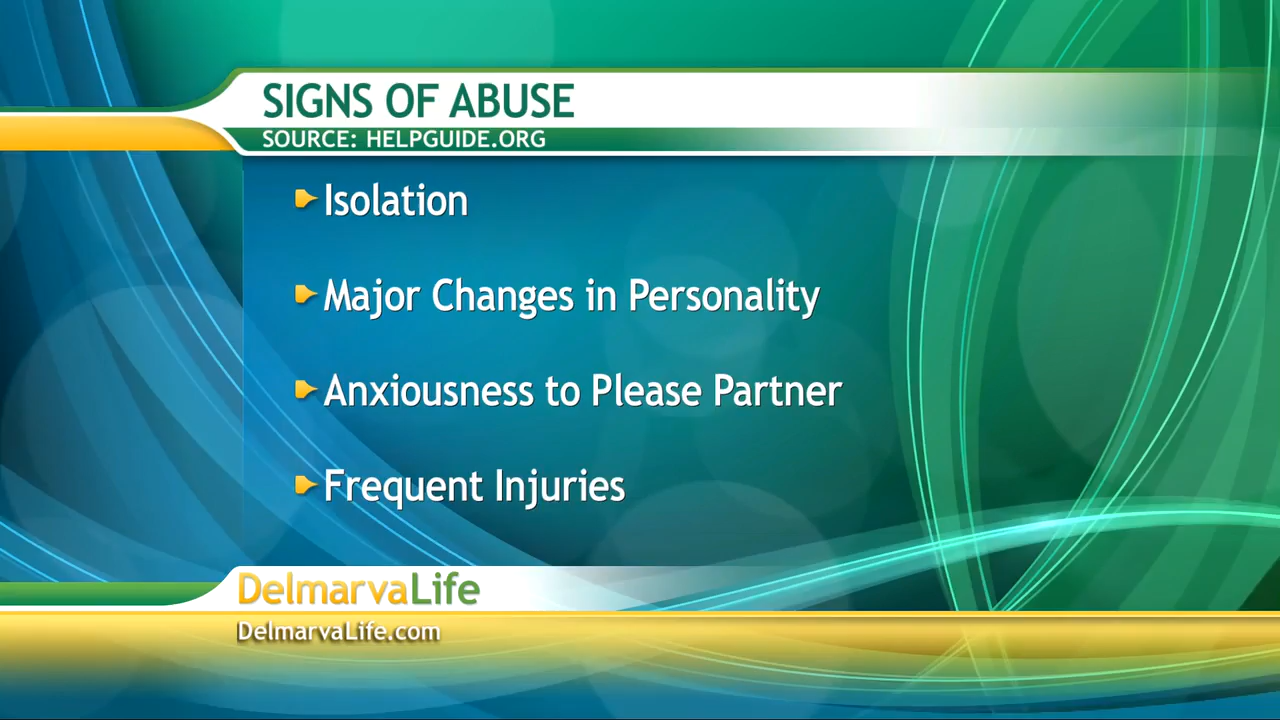 SIGNS OF ABUSE
SOURCE: HELPGUIDE.ORG
Isolation
Major Changes in Personality
Anxiousness to Please Partner
Frequent Injuries
DelmarvaLife
DelmarvaLife.com